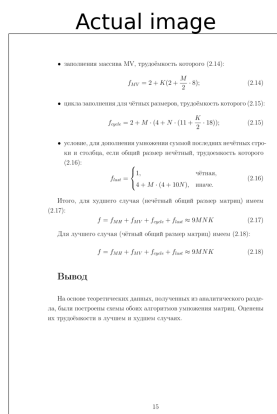 Actual image
• заполнения массива MV, трудоёмкость которого (2.14):
f_{MV} = 2 + K(2 + \frac{M}{2} · 8); (2.14)
• цикла заполнения для чётных размеров, трудоёмкость которого (2.15):
f_{cycle} = 2 + M · (4 + N · (11 + \frac{K}{2} · 18)); (2.15)
• условие, для дополнения умножения суммой последних нечётных стро-
ки и столбца, если общий размер нечётный, трудоемкость которого
(2.16):
f_{last} = { 1, чётная,
4 + M · (4 + 10N), иначе. (2.16)
Итого, для худшего случая (нечётный общий размер матриц) имеем
(2.17):
f = f_{MH} + f_{MV} + f_{cycle} + f_{last} ≈ 9MNK (2.17)
Для лучшего случая (чётный общий размер матриц) имеем (2.18):
f = f_{MH} + f_{MV} + f_{cycle} + f_{last} ≈ 9MNK (2.18)
Вывод
На основе теоретических данных, полученных из аналитического разде-
ла, были построены схемы обоих алгоритмов умножения матриц. Оценены
их трудоёмкости в лучшем и худшем случаях.
15